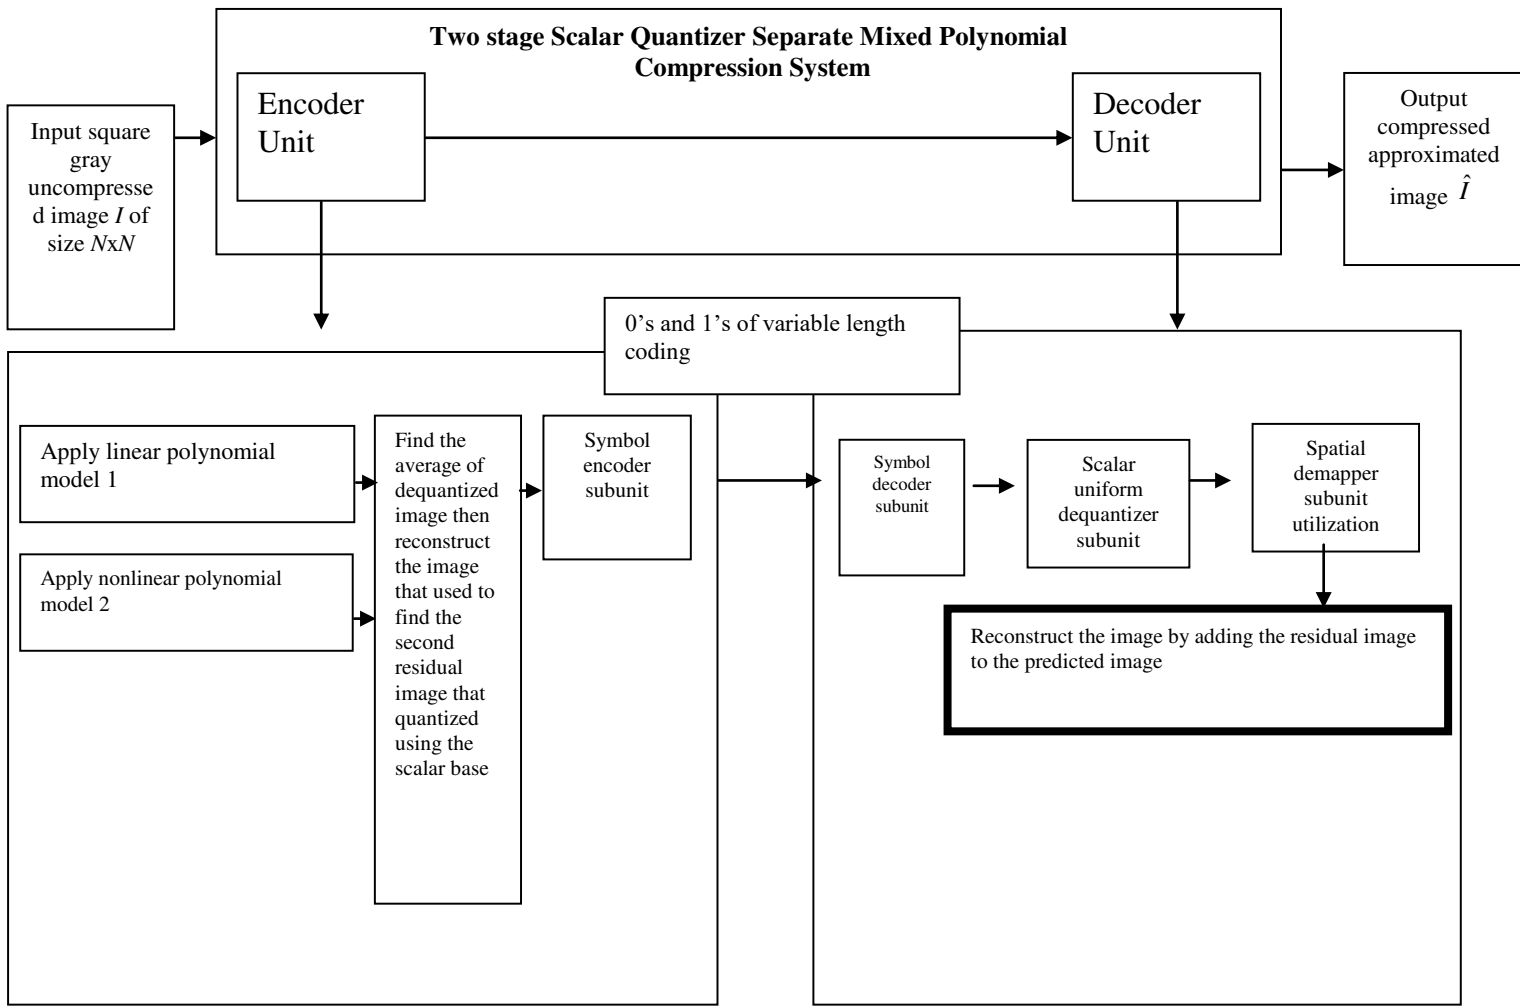 Two stage Scalar Quantizer Separate Mixed Polynomial
Compression System
Input square
gray
uncompresse
d image I of
size NxN
Encoder
Unit
Decoder
Unit
Output
compressed
approximated
image Î
0's and 1's of variable length
coding
Apply linear polynomial
model 1
Apply nonlinear polynomial
model 2
Find the
average of
dequantized
image then
reconstruct
the image
that used to
find the
second
residual
image that
quantized
using the
scalar base
Symbol
encoder
subunit
Symbol
decoder
subunit
Scalar
uniform
dequantizer
subunit
Spatial
demapper
subunit
utilization
Reconstruct the image by adding the residual image
to the predicted image